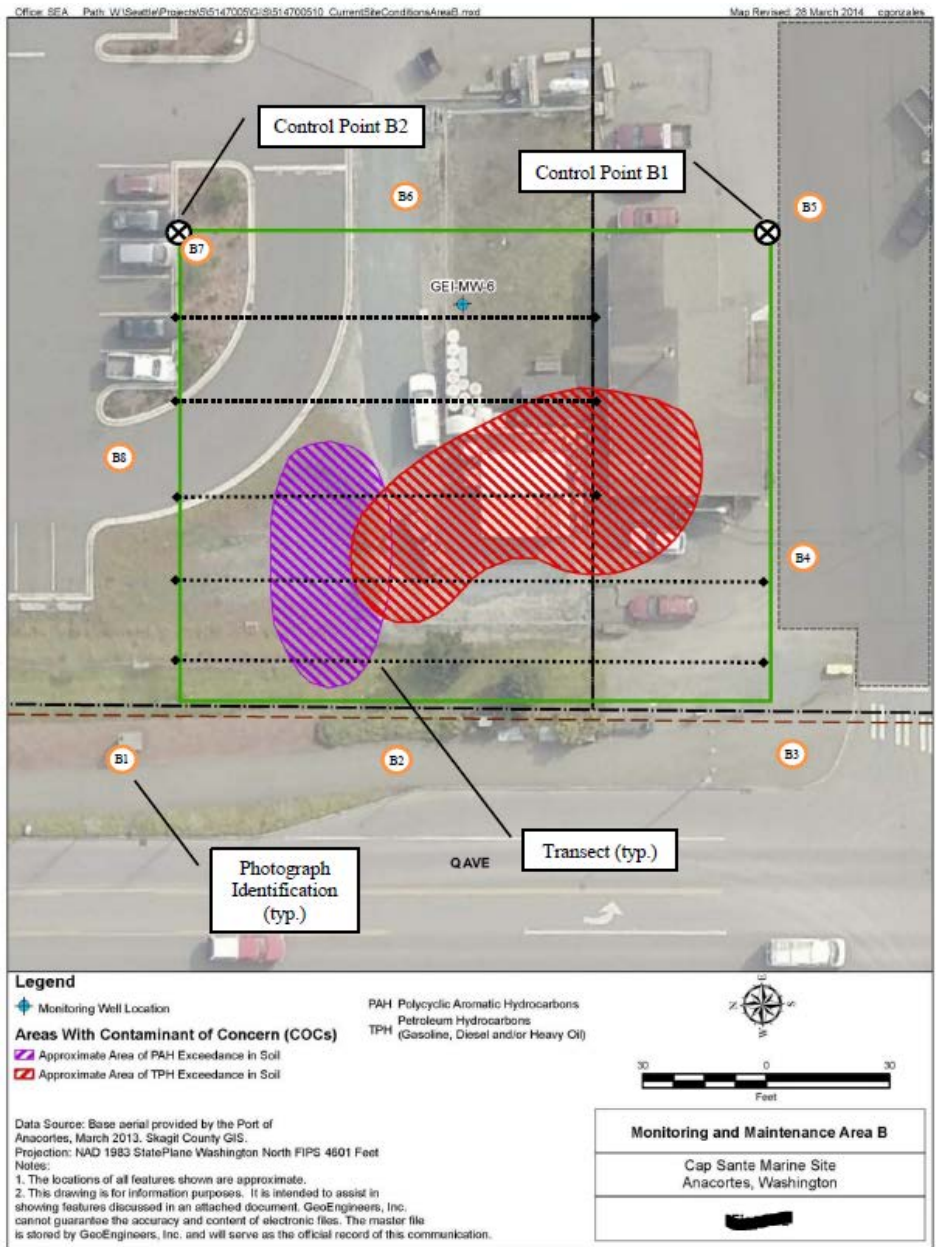 Office: SEA Path: W:\Seattle\Projects\5\5147005\GIS\514700510_CurrentSiteConditionsAreaB.mxd
Map Revised: 28 March 2014 cgonzales
Control Point B2
Control Point B1
B6
B5
B7
GEI-MW-6
B8
B4
B1
B2
B3
Transect (typ.)
Q AVE
Photograph
Identification
(typ.)
Legend
Monitoring Well Location
Areas With Contaminant of Concern (COCs)
Approximate Area of PAH Exceedance in Soil
Approximate Area of TPH Exceedance in Soil
PAH Polycyclic Aromatic Hydrocarbons
TPH Petroleum Hydrocarbons
(Gasoline, Diesel and/or Heavy Oil)
E
N
S
W
30 0 30
Feet
Data Source: Base aerial provided by the Port of
Anacortes, March 2013. Skagit County GIS.
Projection: NAD 1983 StatePlane Washington North FIPS 4601 Feet
Notes:
1. The locations of all features shown are approximate.
2. This drawing is for information purposes. It is intended to assist in
showing features discussed in an attached document. GeoEngineers, Inc.
cannot guarantee the accuracy and content of electronic files. The master file
is stored by GeoEngineers, Inc. and will serve as the official record of this communication.
Monitoring and Maintenance Area B
Cap Sante Marine Site
Anacortes, Washington